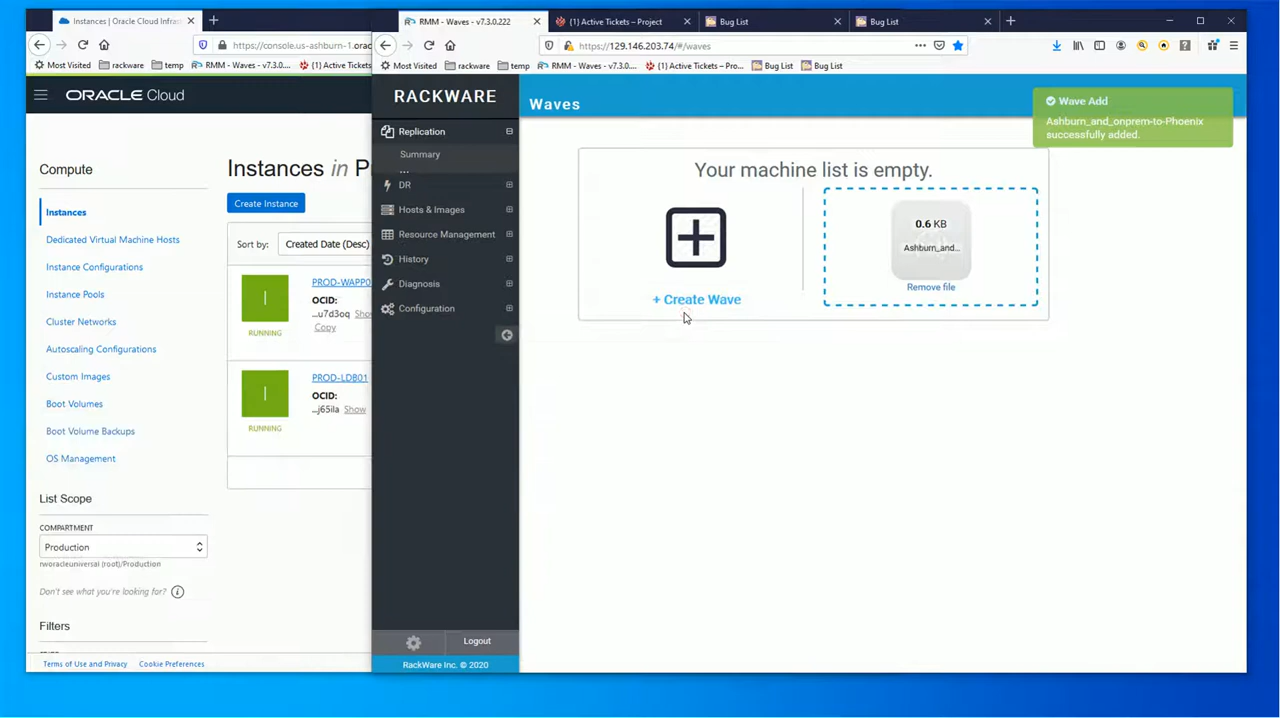 Instances | Oracle Cloud Infrast
https://console.us-ashburn-1.orac
Most Visited
rackware
temp
RMM - Waves - v7.3.0....
(1) Active Tickets
ORACLE Cloud
Compute
Instances
Dedicated Virtual Machine Hosts
Instance Configurations
Instance Pools
Cluster Networks
Autoscaling Configurations
Custom Images
Boot Volumes
Boot Volume Backups
OS Management
List Scope
COMPARTMENT
Production
rworacleuniversal (root)/Production
Don't see what you're looking for?
Filters
Terms of Use and Privacy
Cookie Preferences
Instances in P
Create Instance
Sort by:
Created Date (Desc)
RUNNING
PROD-WAPP0
OCID:
...u7d3oq Sho
Copy
RUNNING
PROD-LDB01
OCID:
...j65ila Show
RMM - Waves - v7.3.0.222
(1) Active Tickets – Project
Bug List
Bug List
https://129.146.203.74/#/waves
Most Visited
rackware
temp
RMM - Waves - v7.3.0....
(1) Active Tickets – Pro...
Bug List
Bug List
RACKWARE
Replication
Summary
...
DR
Hosts & Images
Resource Management
History
Diagnosis
Configuration
Logout
RackWare Inc. © 2020
Waves
Wave Add
Ashburn_and_onprem-to-Phoenix
successfully added.
Your machine list is empty.
+ Create Wave
0.6 KB
Ashburn_and...
Remove file